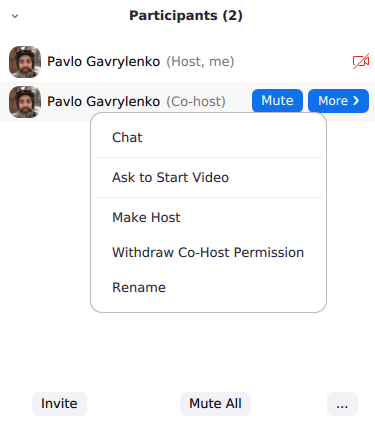 Participants (2)
Pavlo Gavrylenko (Host, me)
Pavlo Gavrylenko (Co-host) Mute More
Chat
Ask to Start Video
Make Host
Withdraw Co-Host Permission
Rename
Invite Mute All ...